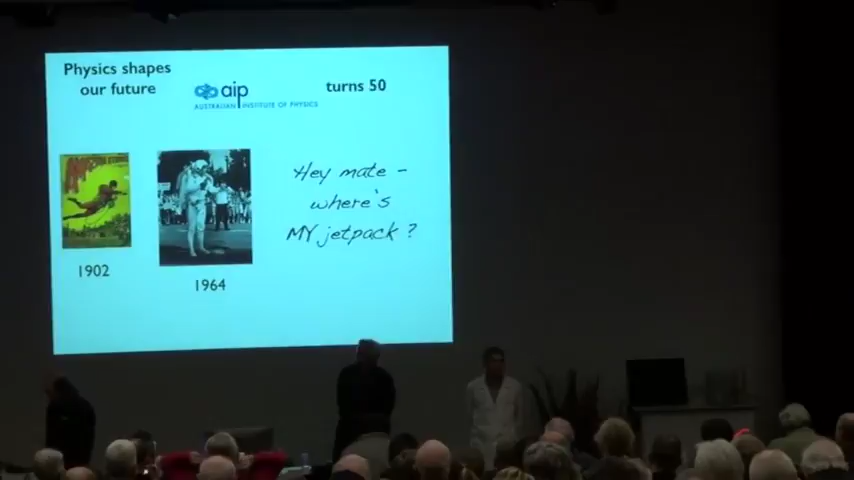 Physics shapes
our future
aip
AUSTRALIAN INSTITUTE OF PHYSICS
turns 50
Hey mate –
where's
MY jetpack ?
1902
1964